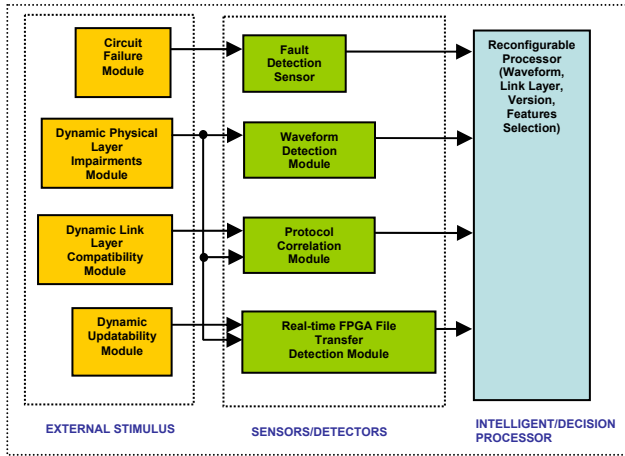 Circuit
Failure
Module
Fault
Detection
Sensor
Reconfigurable
Processor
(Waveform,
Link Layer,
Version,
Features
Selection)
Dynamic Physical
Layer
Impairments
Module
Waveform
Detection
Module
Dynamic Link
Layer
Compatibility
Module
Protocol
Correlation
Module
Dynamic
Updatability
Module
Real-time FPGA File
Transfer
Detection Module
EXTERNAL STIMULUS
SENSORS/DETECTORS
INTELLIGENT/DECISION
PROCESSOR